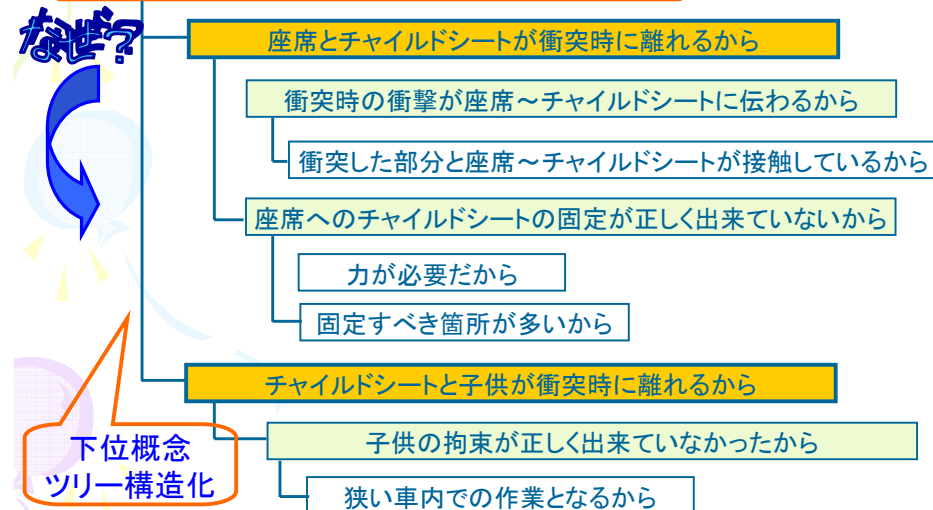 なぜ?
座席とチャイルドシートが衝突時に離れるから
衝突時の衝撃が座席～チャイルドシートに伝わるから
衝突した部分と座席～チャイルドシートが接触しているから
座席へのチャイルドシートの固定が正しく出来ていないから
力が必要だから
固定すべき箇所が多いから
チャイルドシートと子供が衝突時に離れるから
子供の拘束が正しく出来ていなかったから
下位概念
ツリー構造化
狭い車内での作業となるから